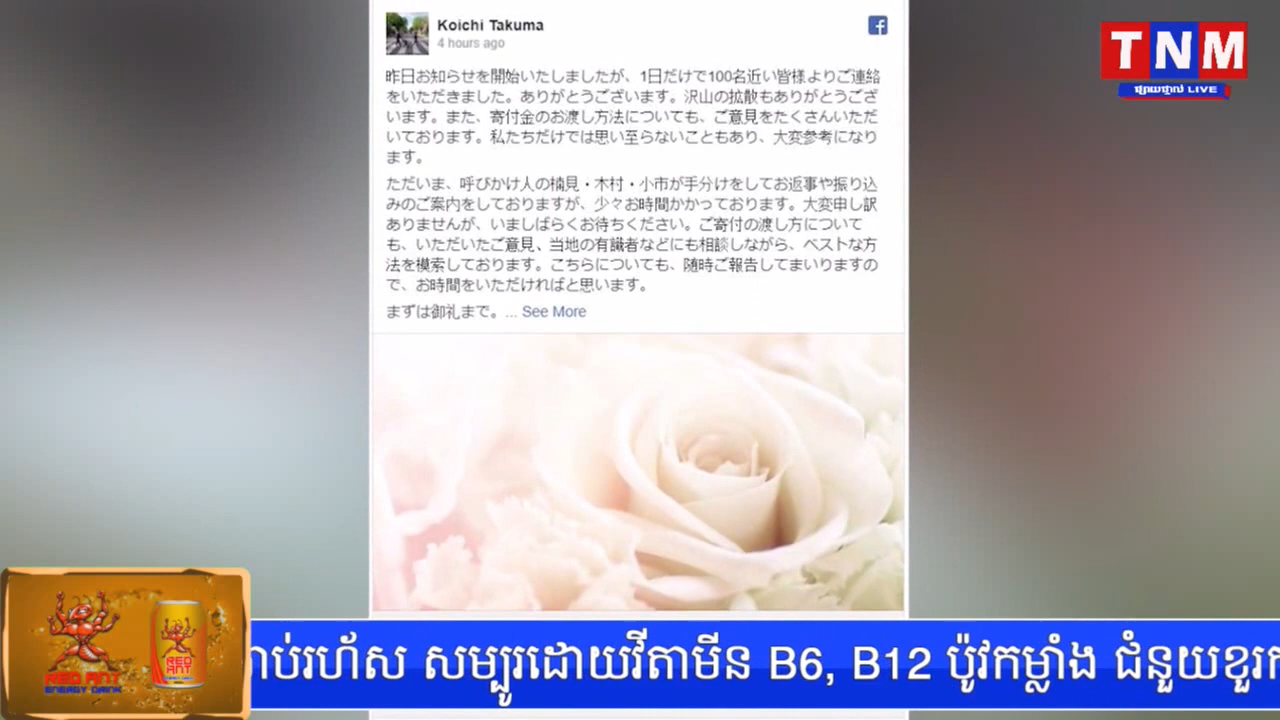 Koichi Takuma
4 hours ago
昨日お知らせを開始いたしましたが、1日だけで100名近い皆様よりご連絡
をいただきました。ありがとうございます。沢山の拡散もありがとうござ
います。また、寄付金のお渡し方法についても、ご意見をたくさんいただ
いております。私たちだけでは思い至らないこともあり、大変参考になり
ます。
ただいま、呼びかけ人の楠見・木村・小市が手分けをしてお返事や振り込
みのご案内をしておりますが、少々お時間かかっております。大変申し訳
ありませんが、いましばらくお待ちください。ご寄付の渡し方について
も、いただいたご意見、当地の有識者などにも相談しながら、ベストな方
法を模索しております。こちらについても、随時ご報告してまいりますの
で、お時間をいただければと思います。
まずは御礼まで。... See More
TNM
ផ្សាយផ្ទាល់ LIVE
RED ANT
ENERGY DRINK
RED
ANT
សម្បូរដោយវីតាមីន B6, B12 ប៉ូវកម្លាំង ជំនួយខួរក